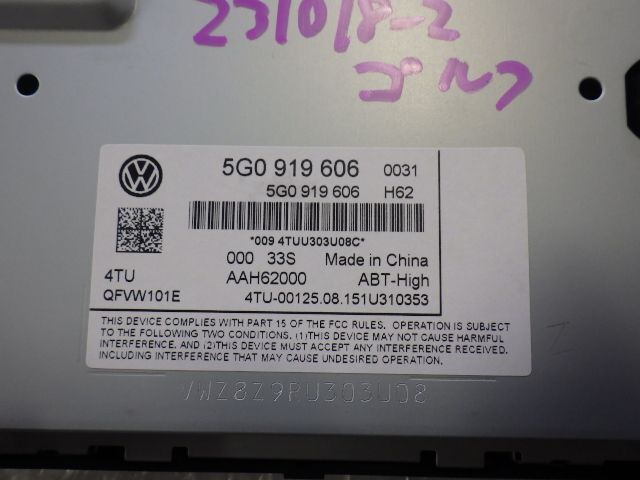 231018-2
ゴルフ
5G0 919 606 0031
5G0 919 606 H62
*009 4TUU303U08C*
000 33S Made in China
4TU AAH62000 ABT-High
QFVW101E 4TU-00125.08.151U310353
THIS DEVICE COMPLIES WITH PART 15 OF THE FCC RULES. OPERATION IS SUBJECT
TO THE FOLLOWING TWO CONDITIONS. (1)THIS DEVICE MAY NOT CAUSE HARMFUL
INTERFERENCE. AND (2)THIS DEVICE MUST ACCEPT ANY INTERFERENCE RECEIVED.
INCLUDING INTERFERENCE THAT MAY CAUSE UNDESIRED OPERATION.
VWZ8Z9RU303U08